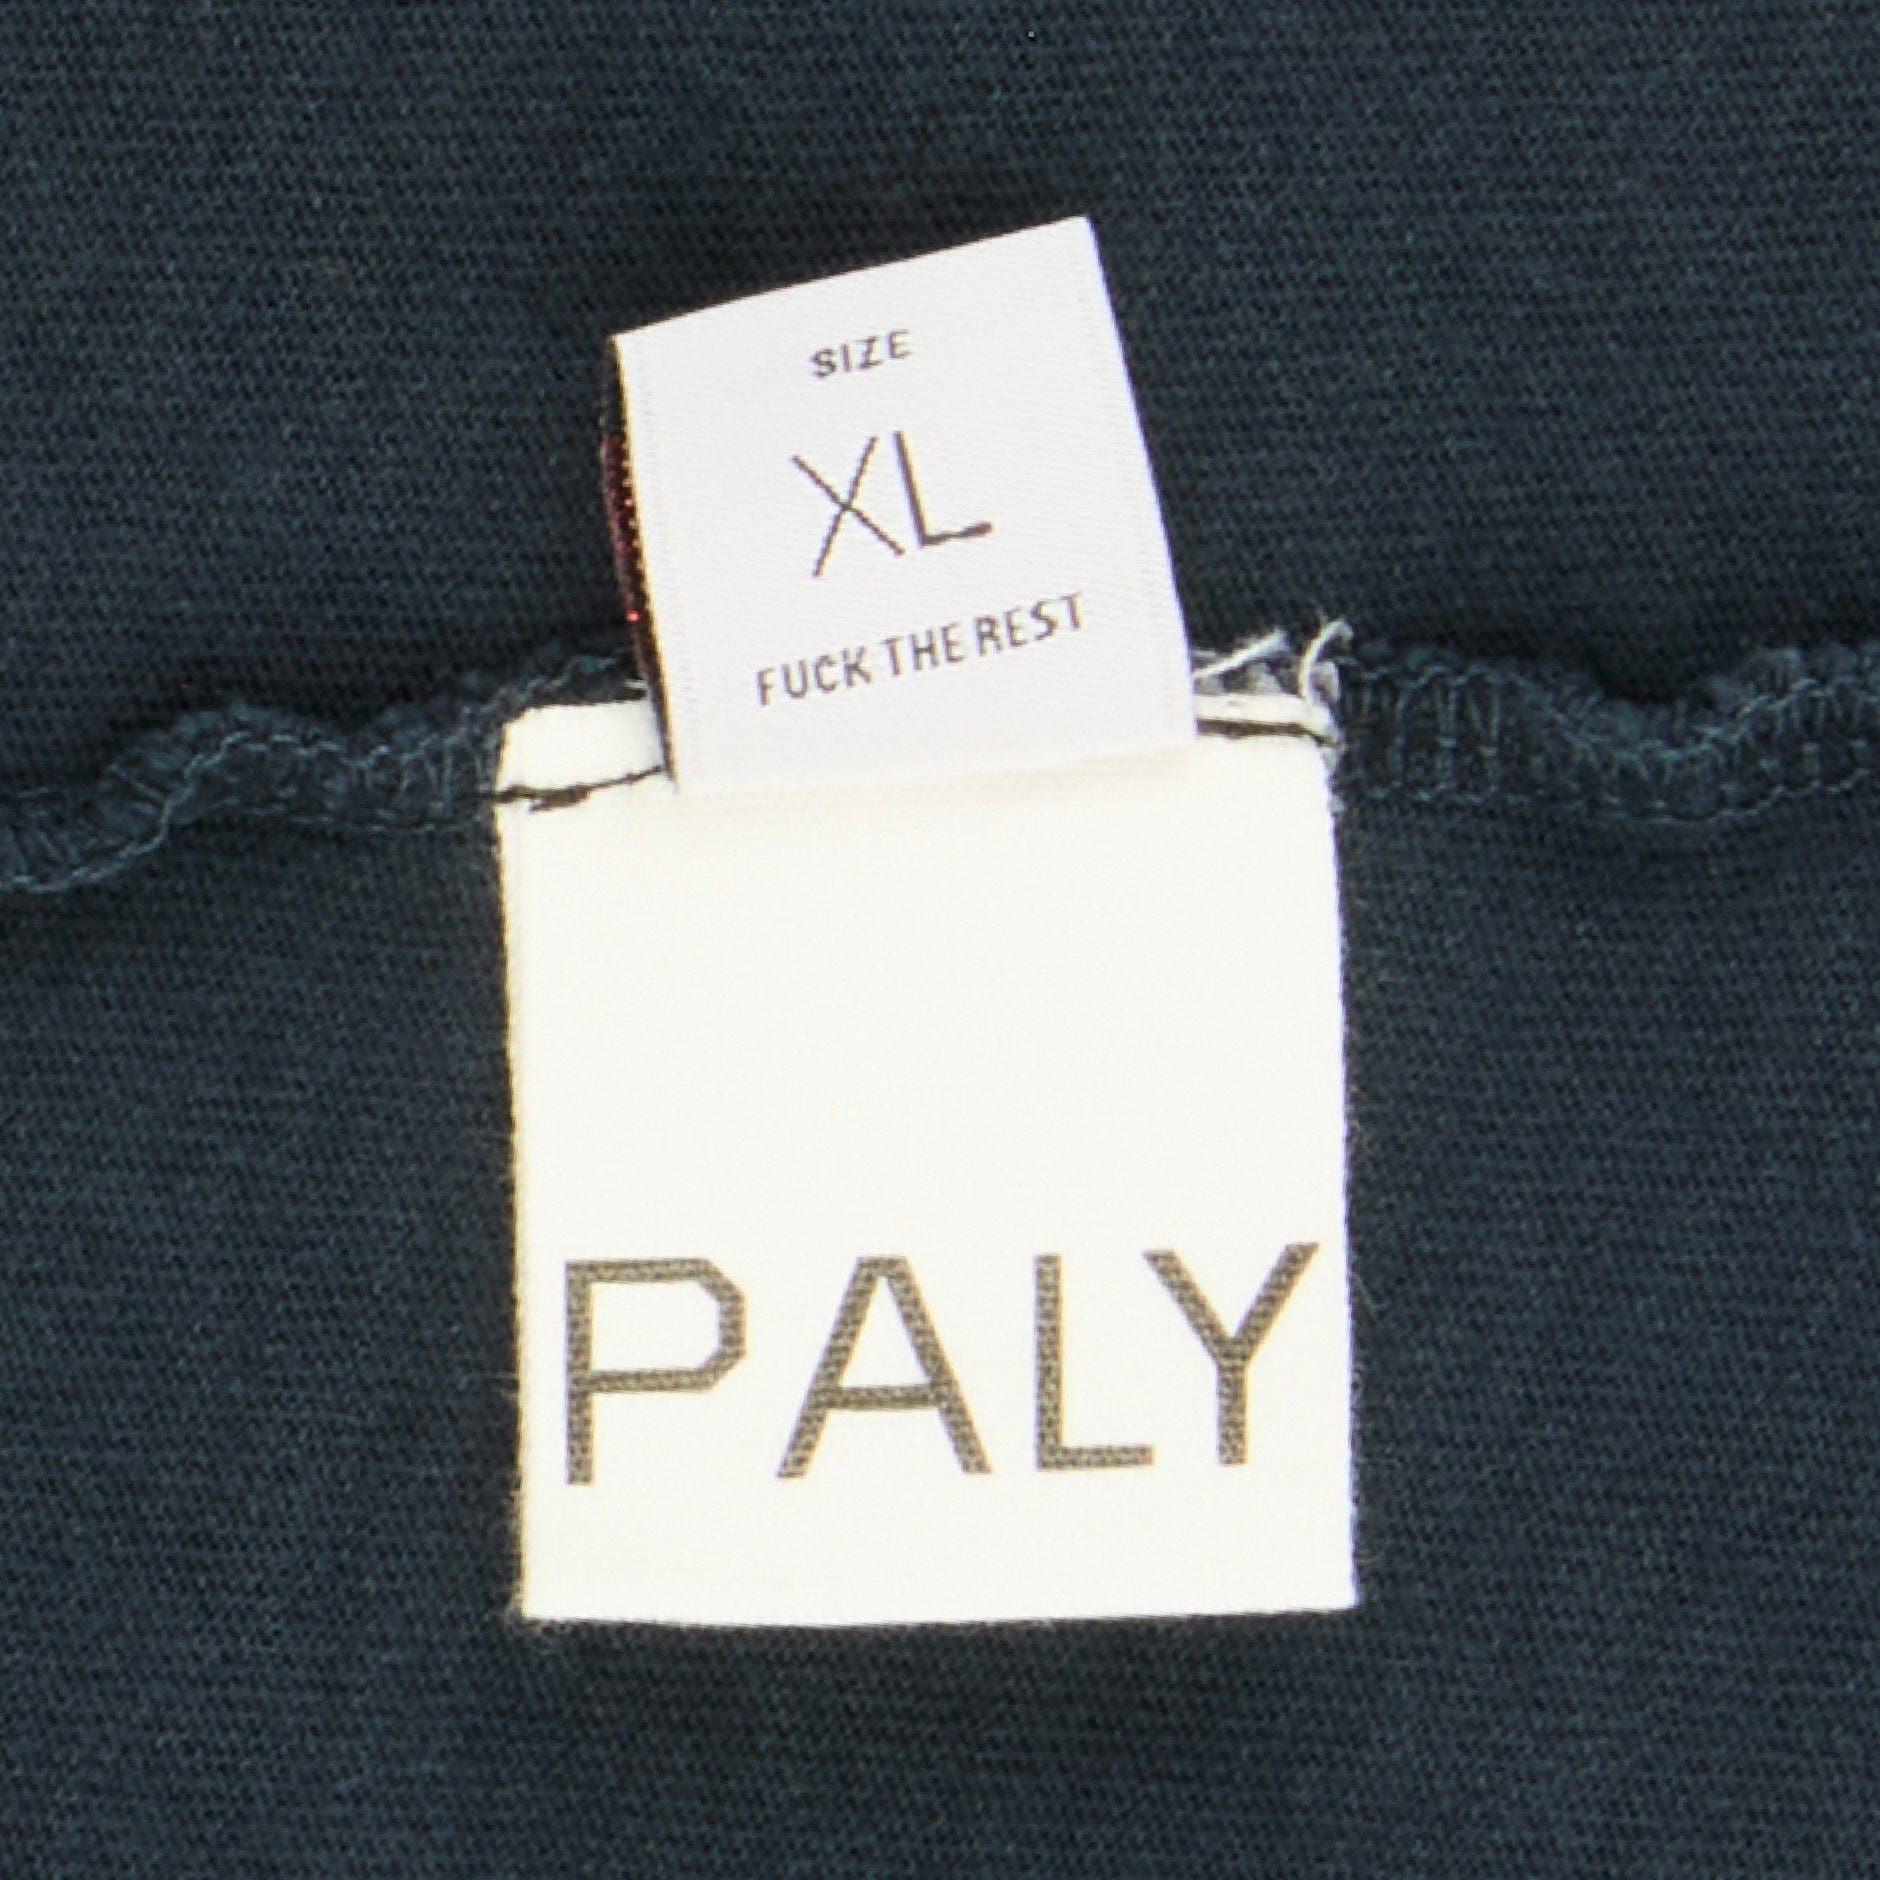 SIZE
XL
FUCK THE REST
PALY